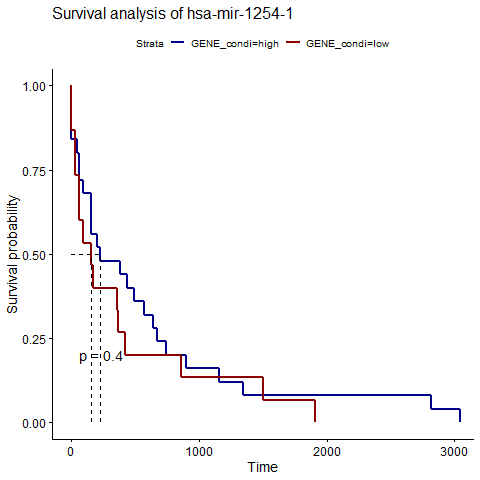 Survival analysis of hsa-mir-1254-1
Strata GENE_condi=high GENE_condi=low
1.00
0.75
0.50
0.25
0.00
Survival probability
p = 0.4
0 1000 2000 3000
Time